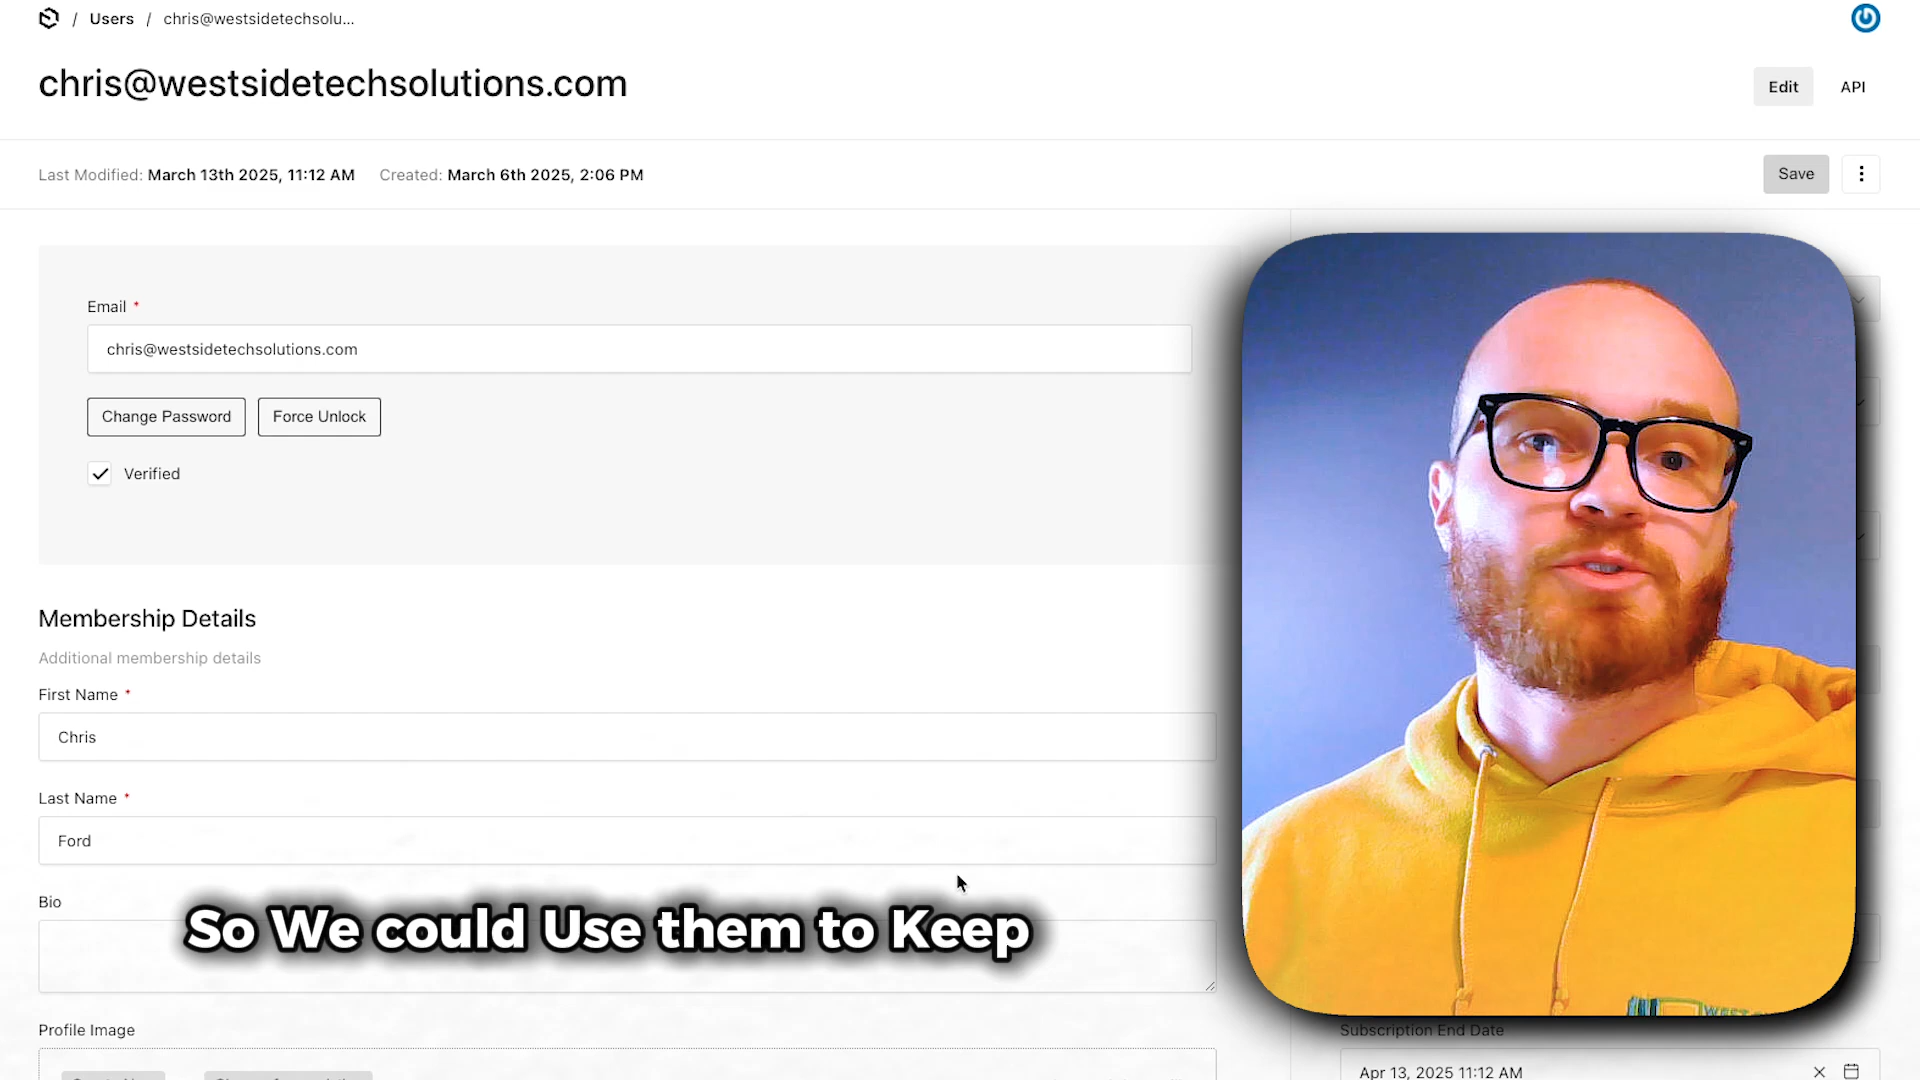 / Users / chris@westsidetechsolu...
chris@westsidetechsolutions.com
Edit API
Last Modified: March 13th 2025, 11:12 AM Created: March 6th 2025, 2:06 PM
Save
Email *
chris@westsidetechsolutions.com
Change Password Force Unlock
Verified
Membership Details
Additional membership details
First Name *
Chris
Last Name *
Ford
Bio
So We could Use them to Keep
Profile Image
Subscription End Date
Apr 13, 2025 11:12 AM